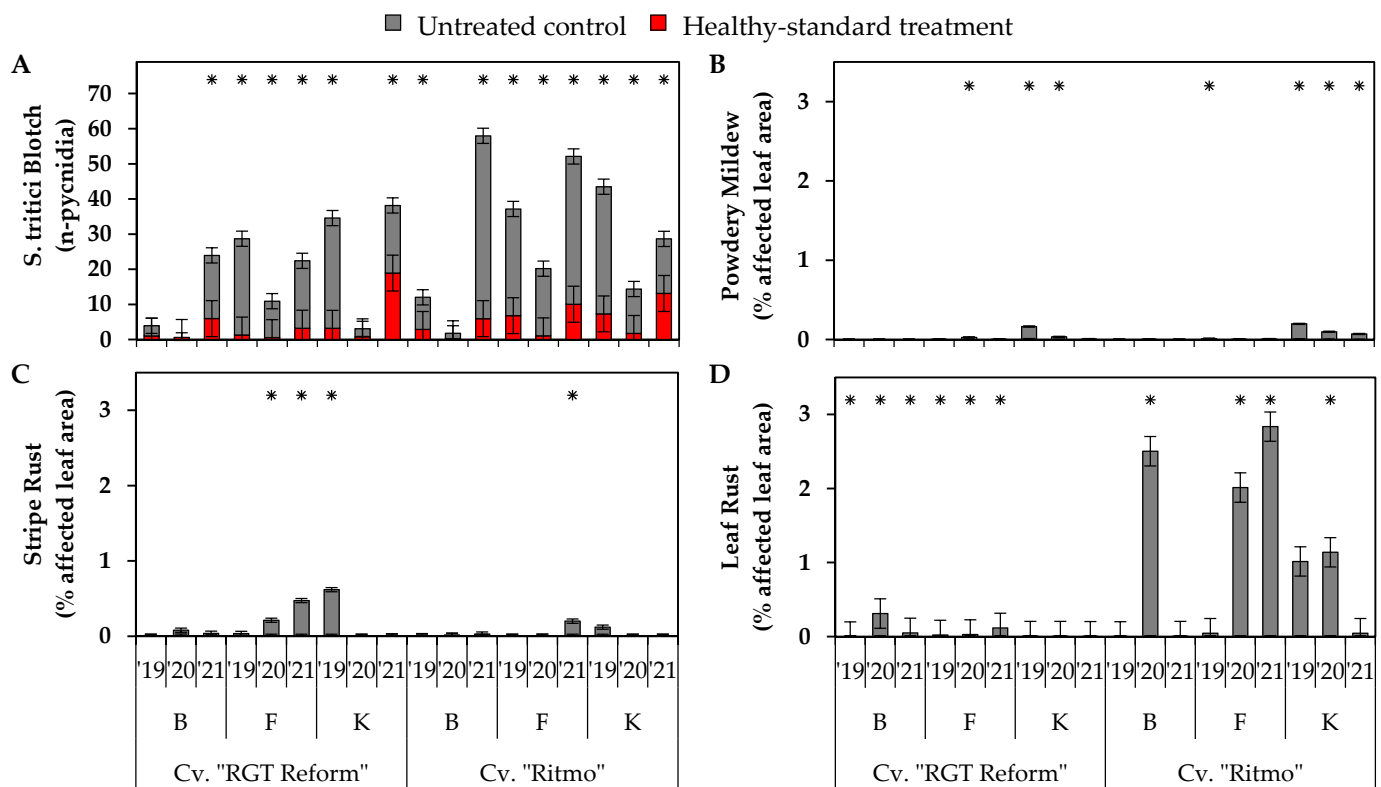 Untreated control Healthy-standard treatment
A
* * * * * * * * * * * * * *
S. tritici Blotch
(n-pycnidia)
70
60
50
40
30
20
10
0
B
* * * * * * *
Powdery Mildew
(% affected leaf area)
3
2
1
0
C
* * * *
Stripe Rust
(% affected leaf area)
3
2
1
0
'19 '20 '21 '19 '20 '21 '19 '20 '21 '19 '20 '21 '19 '20 '21 '19 '20 '21
B F K B F K
Cv. "RGT Reform" Cv. "Ritmo"
D
* * * * * * * * * *
Leaf Rust
(% affected leaf area)
3
2
1
0
'19 '20 '21 '19 '20 '21 '19 '20 '21 '19 '20 '21 '19 '20 '21 '19 '20 '21
B F K B F K
Cv. "RGT Reform" Cv. "Ritmo"